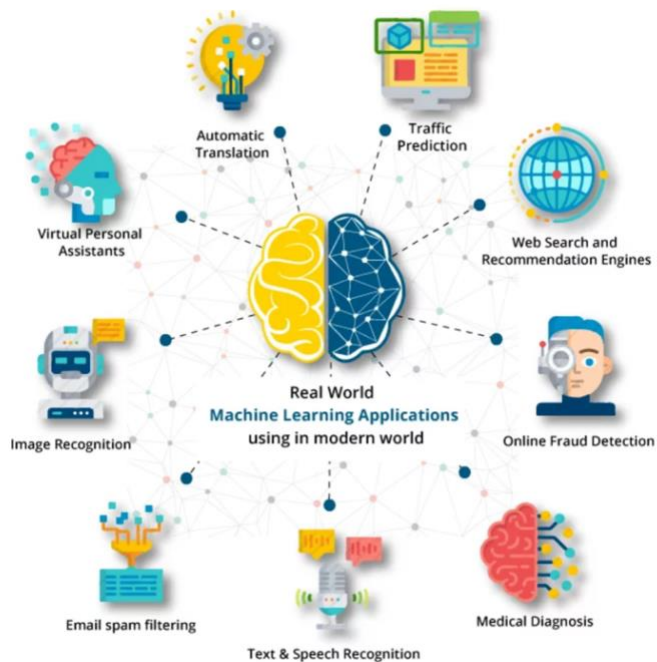 Automatic
Translation
Traffic
Prediction
Virtual Personal
Assistants
Web Search and
Recommendation Engines
Real World
Machine Learning Applications
using in modern world
Image Recognition
Online Fraud Detection
Email spam filtering
Text & Speech Recognition
Medical Diagnosis